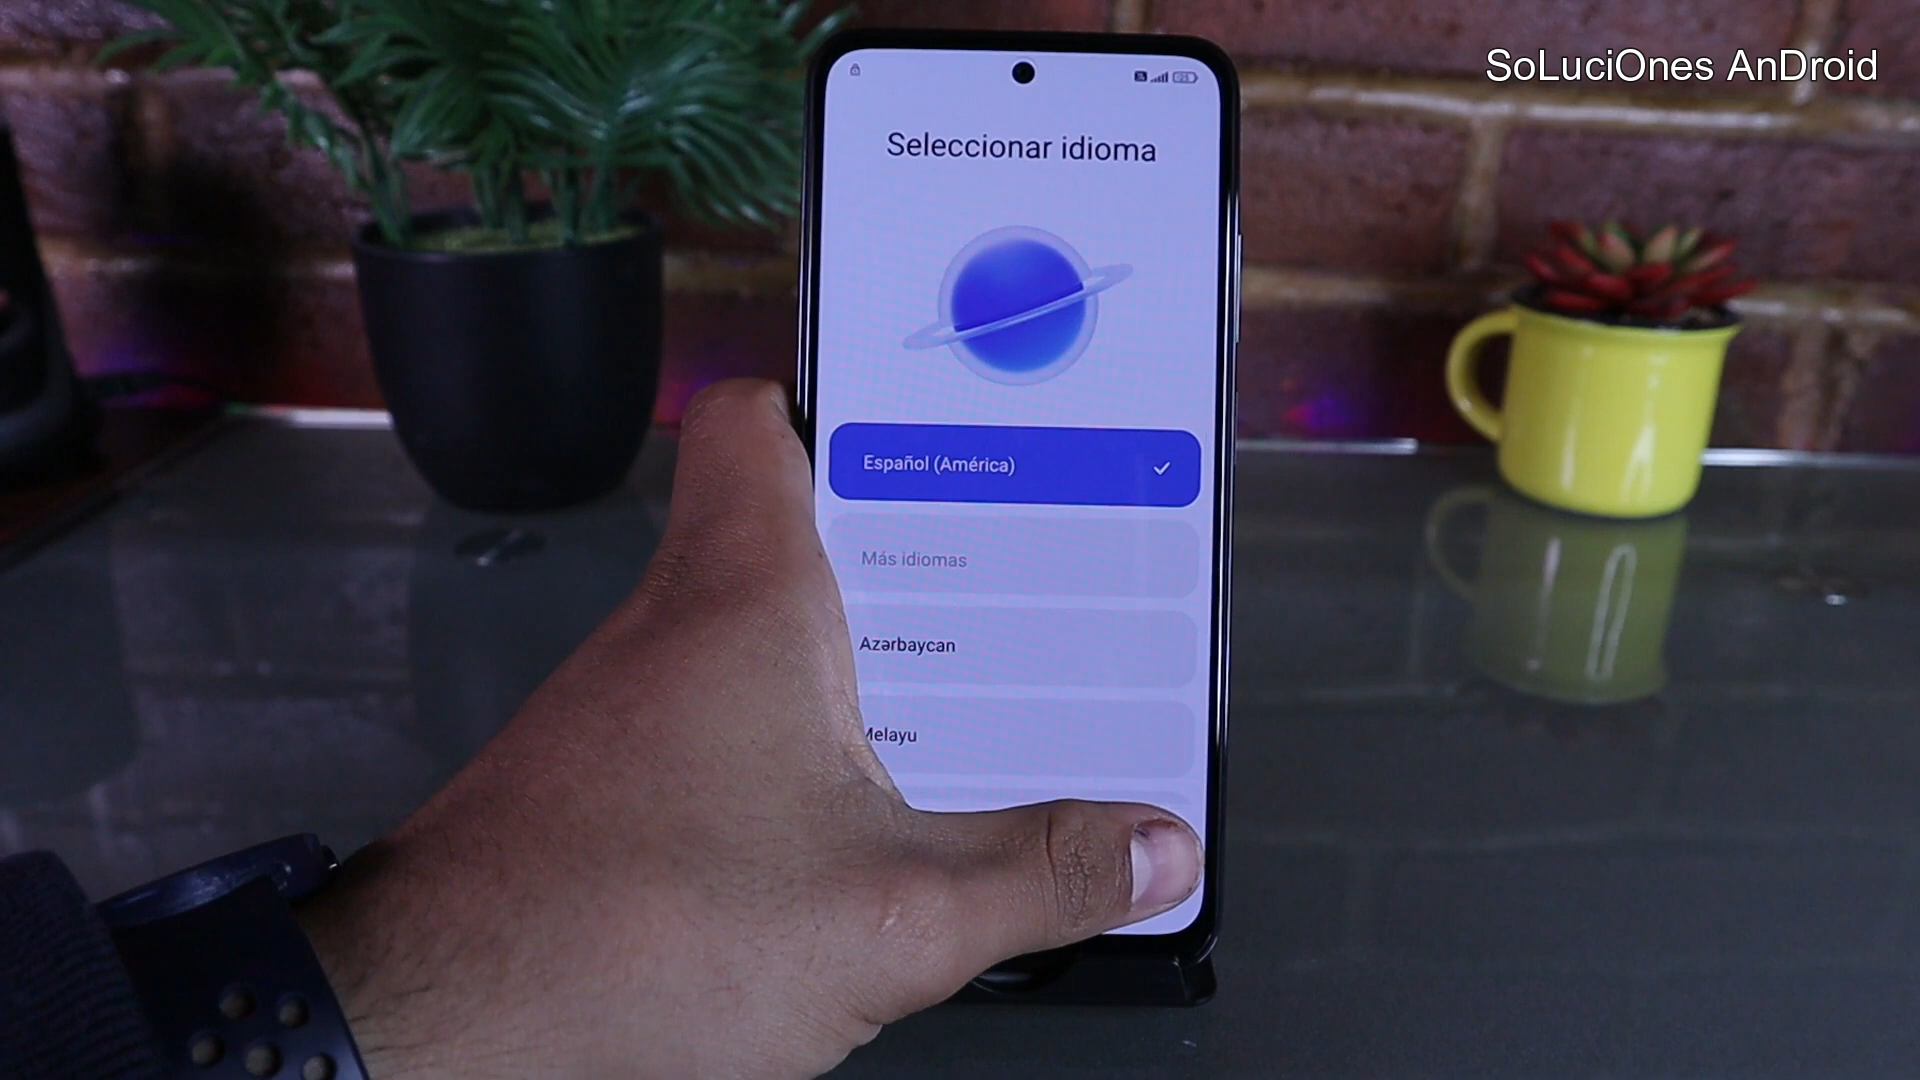 SoLuciOnes AnDroid
Seleccionar idioma
Español (América)
Más idiomas
Azərbaycan
Melayu